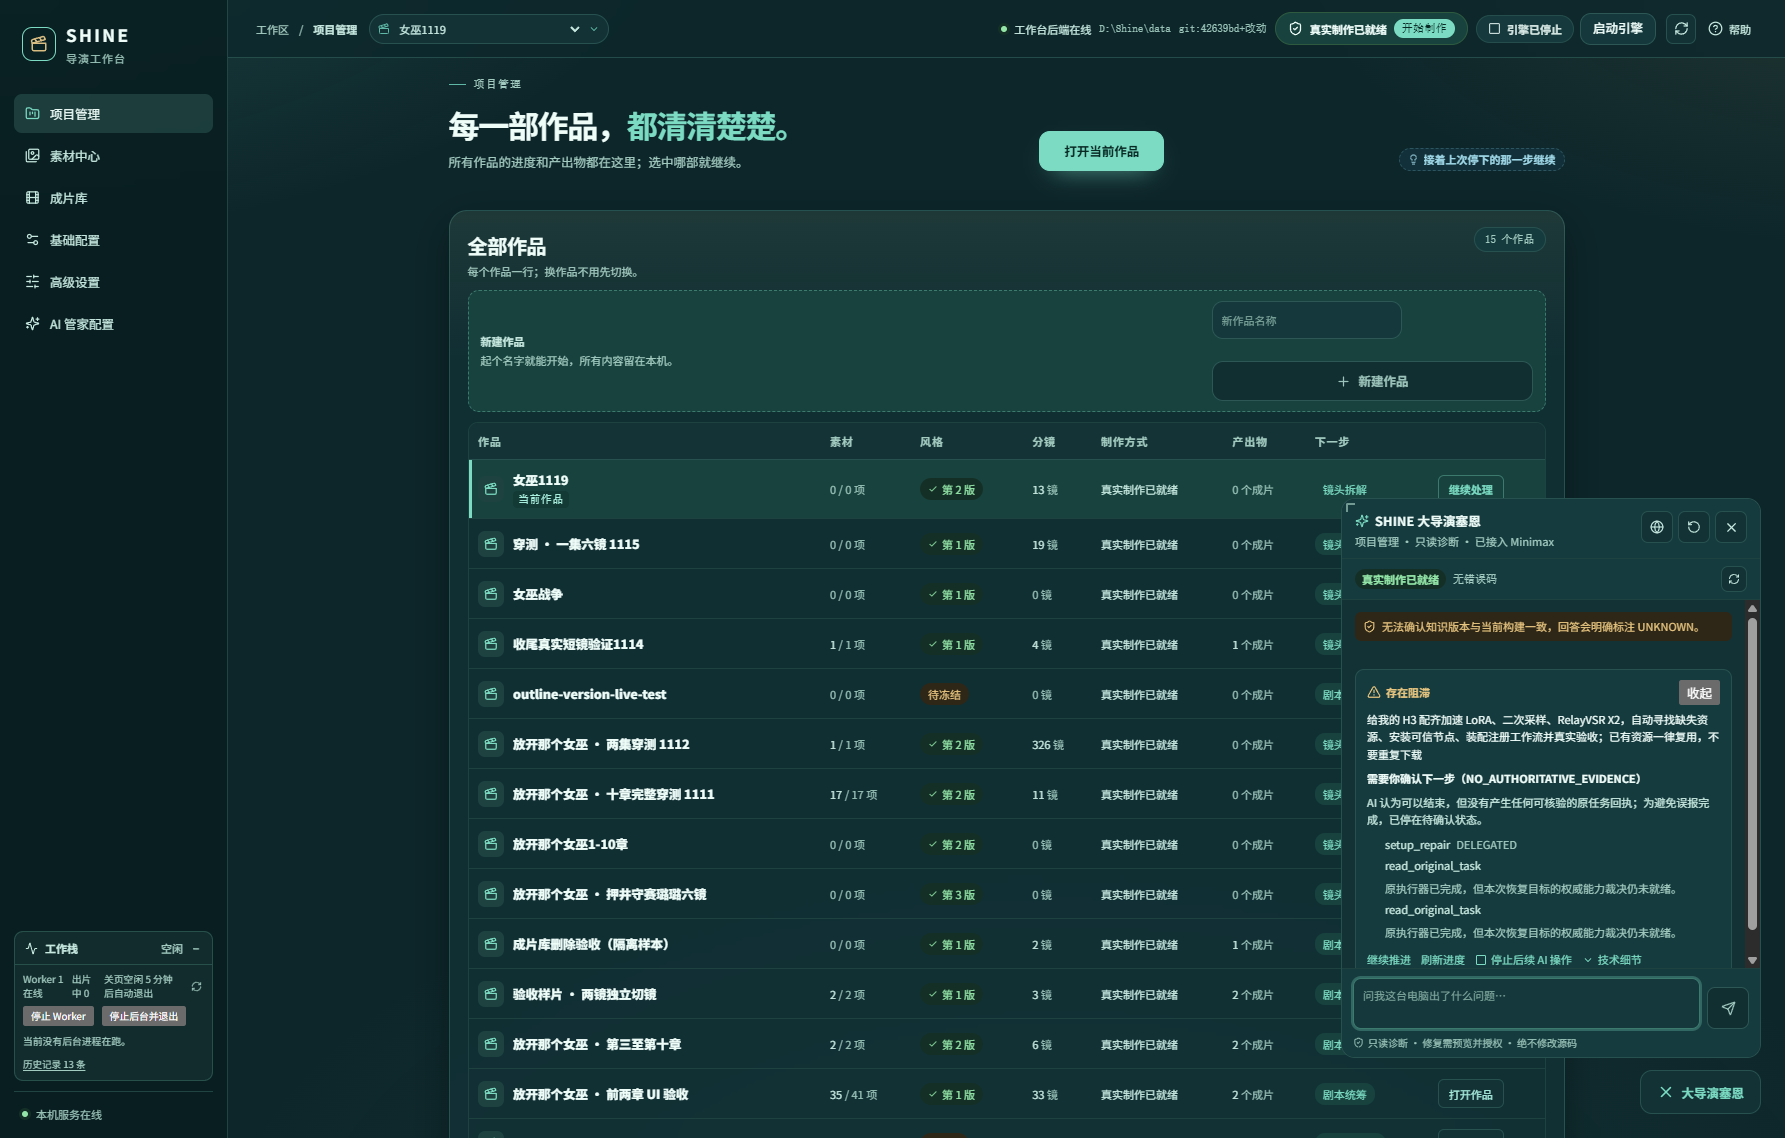 SHINE
导演工作台
项目管理
素材中心
成片库
基础配置
高级设置
AI 管家配置
工作区 / 项目管理
女巫1119
工作台后端在线 D:\Shine\data git:42639bd+改动
真实制作已就绪 开始制作
引擎已停止
启动引擎
帮助
项目管理
每一部作品，都清清楚楚。
所有作品的进度和产出物都在这里；选中哪部就继续。
打开当前作品
接着上次停下的那一步继续
全部作品
15 个作品
每个作品一行；换作品不用先切换。
新建作品
起个名字就能开始，所有内容留在本机。
新作品名称
新建作品
作品 素材 风格 分镜 制作方式 产出物 下一步
女巫1119 当前作品 0 / 0 项 第 2 版 13 镜 真实制作已就绪 0 个成片 镜头拆解 继续处理
穿测 · 一集六镜 1115 0 / 0 项 第 1 版 19 镜 真实制作已就绪 0 个成片 镜头
女巫战争 0 / 0 项 第 1 版 0 镜 真实制作已就绪 0 个成片 镜头
收尾真实短镜验证1114 1 / 1 项 第 1 版 4 镜 真实制作已就绪 1 个成片 镜头
outline-version-live-test 0 / 0 项 待冻结 0 镜 真实制作已就绪 0 个成片 剧本
放开那个女巫 · 两集穿测 1112 1 / 1 项 第 2 版 326 镜 真实制作已就绪 0 个成片 镜头
放开那个女巫 · 十章完整穿测 1111 17 / 17 项 第 2 版 11 镜 真实制作已就绪 0 个成片 镜头
放开那个女巫1-10章 0 / 0 项 第 2 版 0 镜 真实制作已就绪 0 个成片 镜头
放开那个女巫 · 押井守赛璐璐六镜 0 / 0 项 第 3 版 0 镜 真实制作已就绪 0 个成片 镜头
成片库删除验收（隔离样本） 0 / 0 项 第 1 版 2 镜 真实制作已就绪 1 个成片 剧本
验收样片 · 两镜独立切镜 2 / 2 项 第 1 版 3 镜 真实制作已就绪 2 个成片 剧本
放开那个女巫 · 第三至第十章 2 / 2 项 第 2 版 6 镜 真实制作已就绪 2 个成片 剧本
放开那个女巫 · 前两章 UI 验收 35 / 41 项 第 1 版 33 镜 真实制作已就绪 2 个成片 剧本统筹 打开作品
SHINE 大导演塞恩
项目管理 · 只读诊断 · 已接入 Minimax
真实制作已就绪 无错误码
无法确认知识版本与当前构建一致，回答会明确标注 UNKNOWN。
存在阻滞
收起
给我的 H3 配齐加速 LoRA、二次采样、RelayVSR X2，自动寻找缺失资
源、安装可信节点、装配注册工作流并真实验收；已有资源一律复用，不
要重复下载
需要你确认下一步（NO_AUTHORITATIVE_EVIDENCE）
AI 认为可以结束，但没有产生任何可核验的原任务回执；为避免误报完
成，已停在待确认状态。
setup_repair DELEGATED
read_original_task
原执行器已完成，但本次恢复目标的权威能力裁决仍未就绪。
read_original_task
原执行器已完成，但本次恢复目标的权威能力裁决仍未就绪。
继续推进 刷新进度 停止后续 AI 操作 技术细节
问我这台电脑出了什么问题…
只读诊断 · 修复需预览并授权 · 绝不修改源码
大导演塞恩
工作栈 空闲
Worker 1 在线
出片中 0
关页空闲 5 分钟后自动退出
停止 Worker 停止后台并退出
当前没有后台进程在跑。
历史记录 13 条
本机服务在线